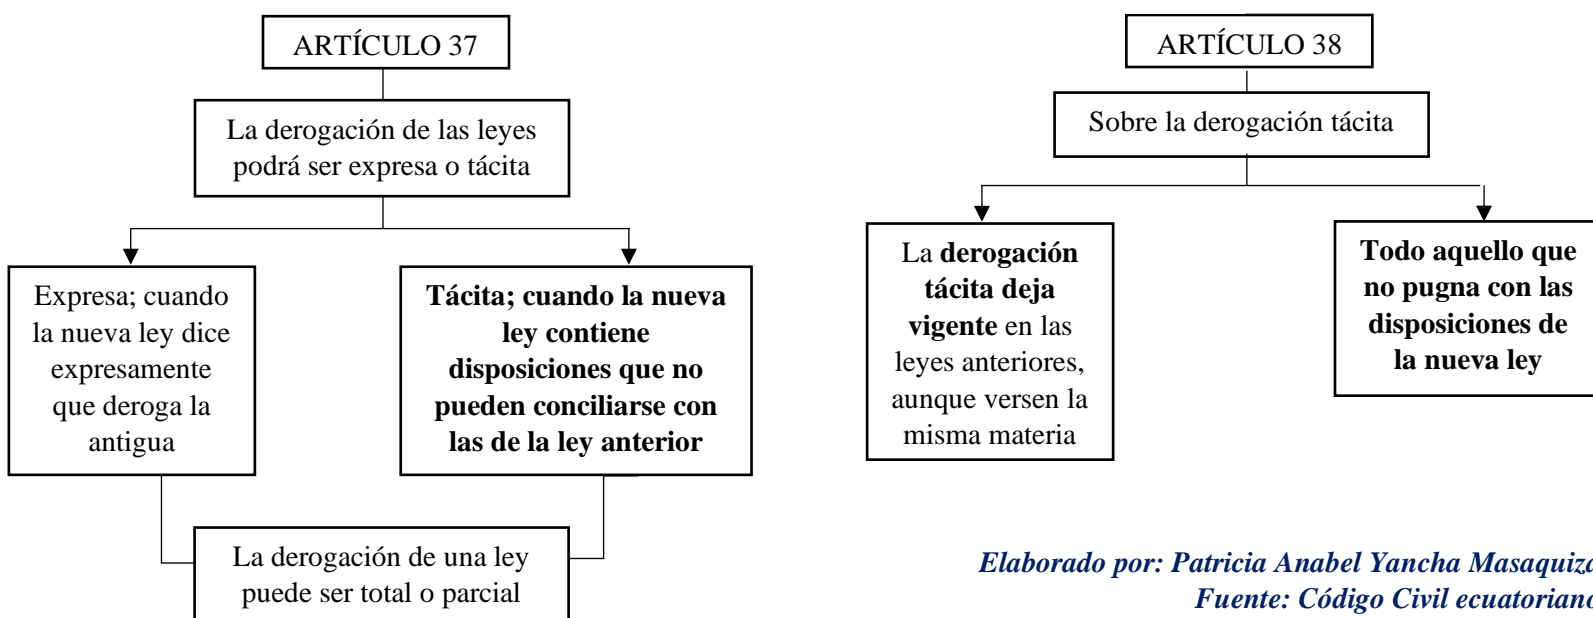 ARTÍCULO 37
La derogación de las leyes
podrá ser expresa o tácita
Expresa; cuando
la nueva ley dice
expresamente
que deroga la
antigua
Tácita; cuando la nueva
ley contiene
disposiciones que no
pueden conciliarse con
las de la ley anterior
La derogación de una ley
puede ser total o parcial
ARTÍCULO 38
Sobre la derogación tácita
La derogación
tácita deja
vigente en las
leyes anteriores,
aunque versen la
misma materia
Todo aquello que
no pugna con las
disposiciones de
la nueva ley
Elaborado por: Patricia Anabel Yancha Masaquiza
Fuente: Código Civil ecuatoriano